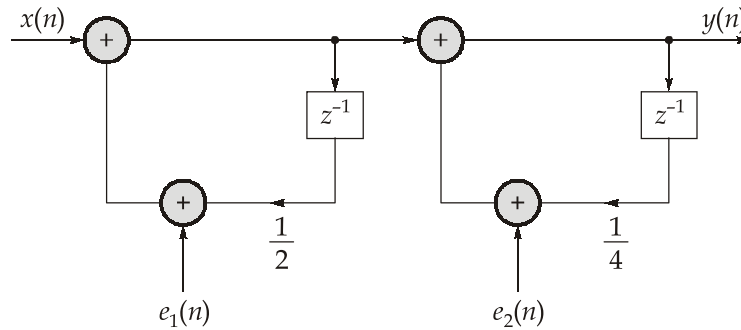 x(n)
+
+
y(n)
z⁻¹
z⁻¹
+
+
1/2
1/4
e₁(n)
e₂(n)